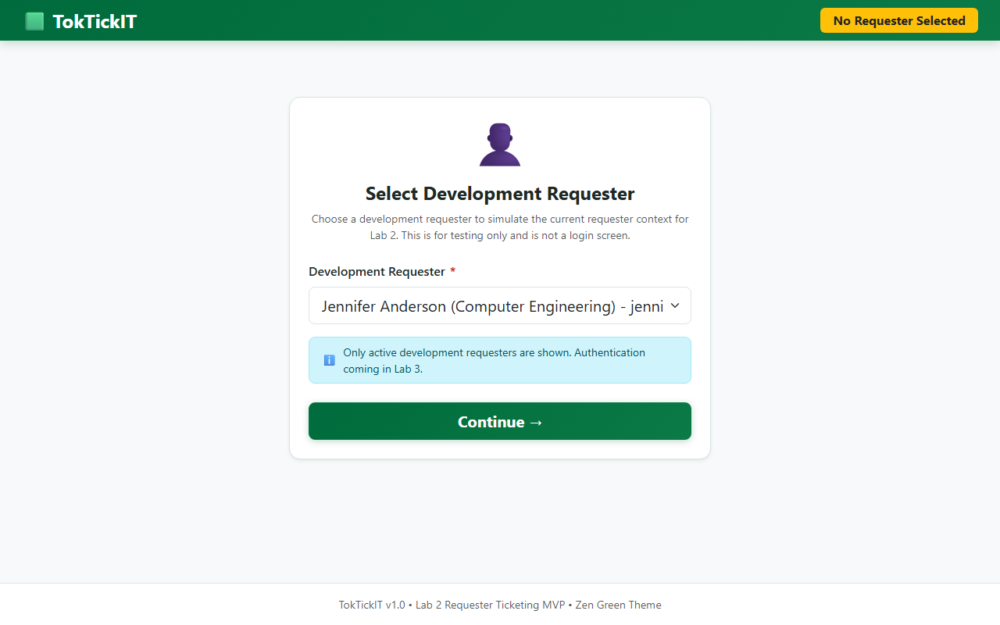 TokTickIT
No Requester Selected
Select Development Requester
Choose a development requester to simulate the current requester context for
Lab 2. This is for testing only and is not a login screen.
Development Requester *
Jennifer Anderson (Computer Engineering) - jenni
Only active development requesters are shown. Authentication
coming in Lab 3.
Continue →
TokTickIT v1.0 • Lab 2 Requester Ticketing MVP • Zen Green Theme